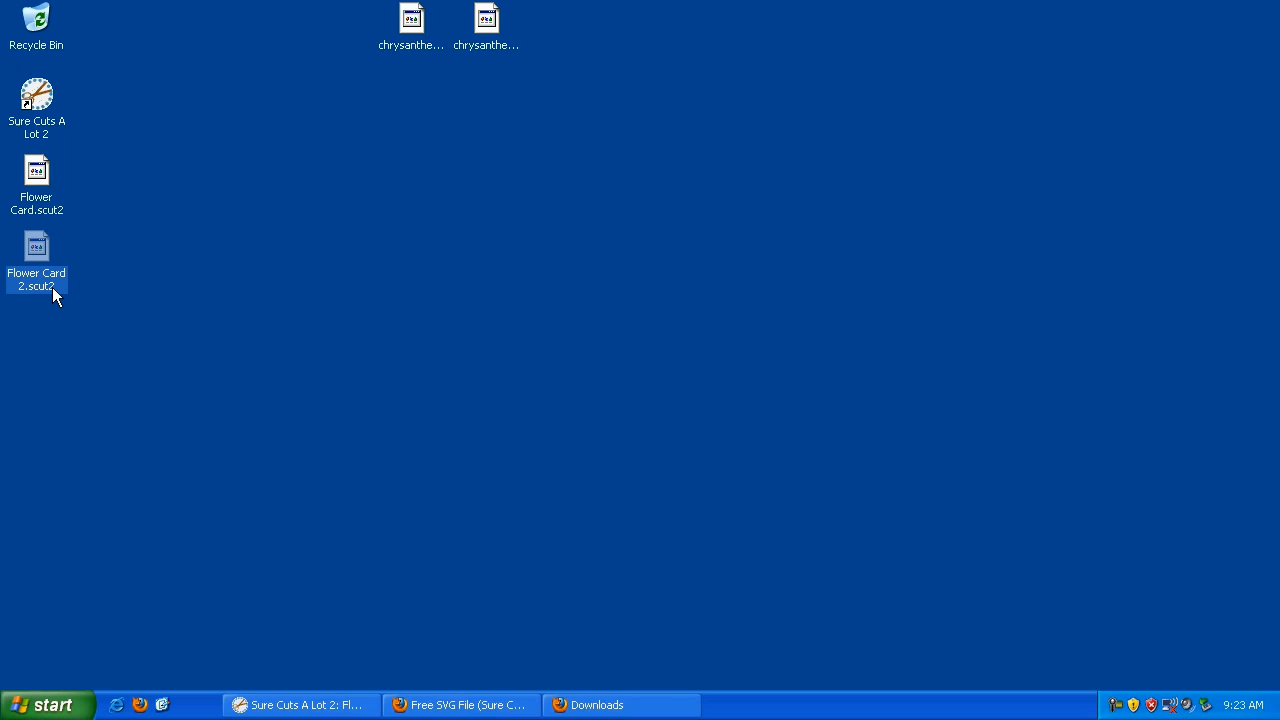 Recycle Bin
chrysanthe...
chrysanthe...
Sure Cuts A
Lot 2
Flower
Card.scut2
Flower Card
2.scut2
start
Sure Cuts A Lot 2: Fl...
Free SVG File (Sure C...
Downloads
9:23 AM